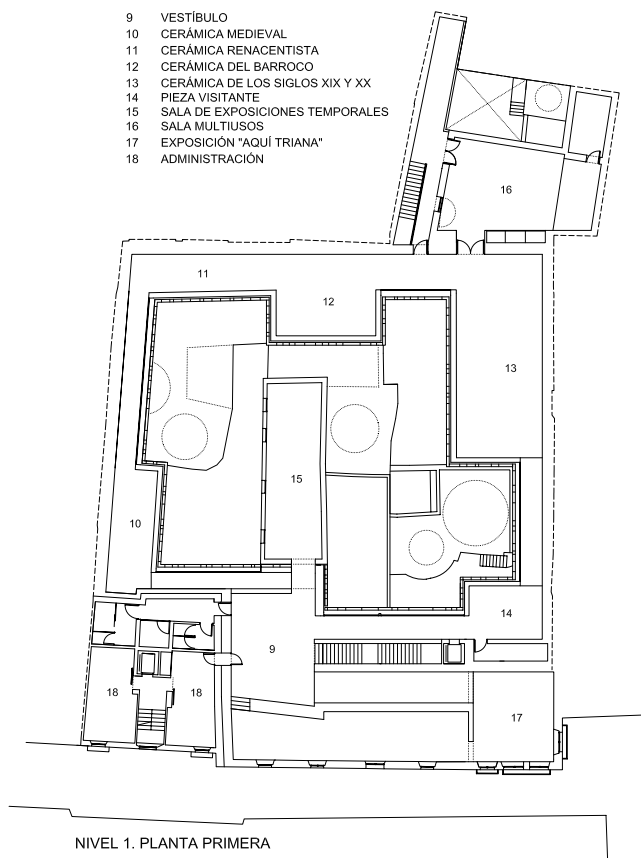 9 VESTÍBULO
10 CERÁMICA MEDIEVAL
11 CERÁMICA RENACENTISTA
12 CERÁMICA DEL BARROCO
13 CERÁMICA DE LOS SIGLOS XIX Y XX
14 PIEZA VISITANTE
15 SALA DE EXPOSICIONES TEMPORALES
16 SALA MULTIUSOS
17 EXPOSICIÓN "AQUÍ TRIANA"
18 ADMINISTRACIÓN
16
11
12
13
15
10
14
9
18
18
17
NIVEL 1. PLANTA PRIMERA